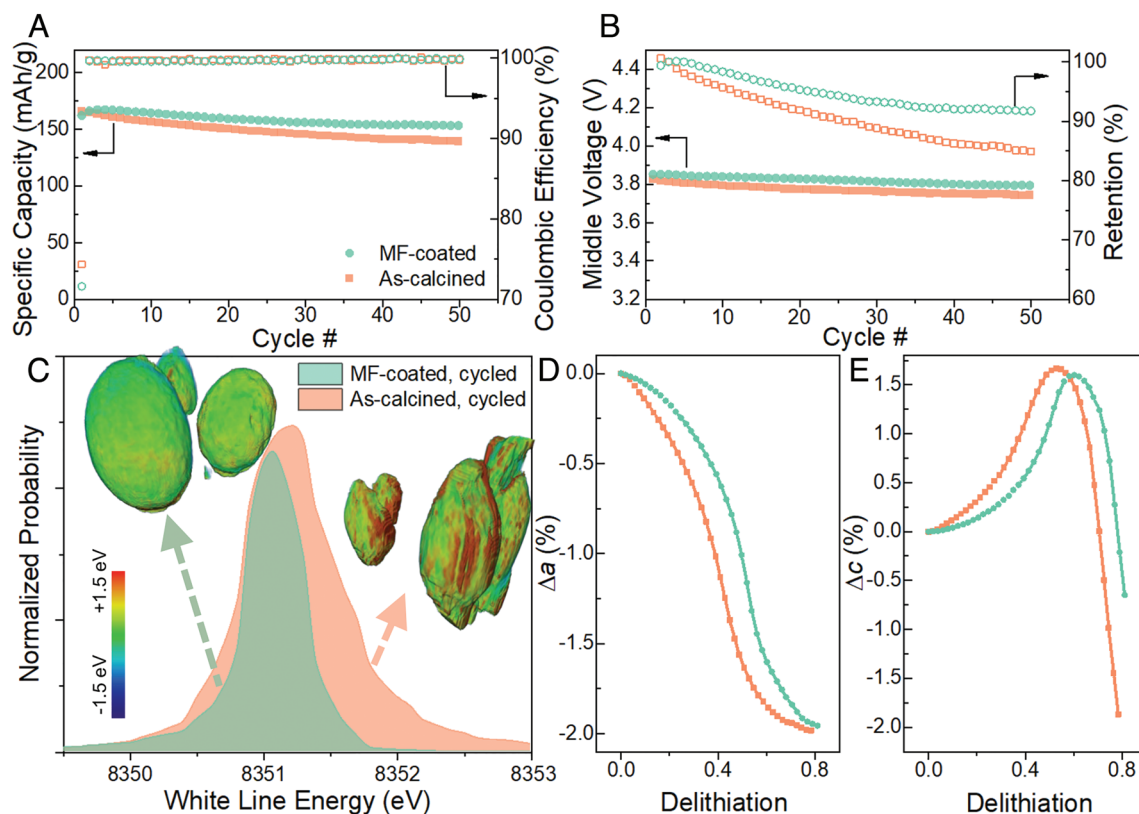 A
Specific Capacity (mAh/g)
200
150
100
50
25
0
0
10
20
30
40
50
Cycle #
100
90
80
70
Coulombic Efficiency (%)
MF-coated
As-calcined
B
Middle Voltage (V)
4.4
4.2
4.0
3.8
3.6
3.4
3.2
0
10
20
30
40
50
Cycle #
100
90
80
70
60
Retention (%)
C
MF-coated, cycled
As-calcined, cycled
Normalized Probability
+1.5 eV
-1.5 eV
8350
8351
8352
8353
White Line Energy (eV)
D
Δa (%)
0.0
-0.5
-1.0
-1.5
-2.0
0.0
0.4
0.8
Delithiation
E
Δc (%)
1.5
1.0
0.5
0.0
-0.5
-1.0
-1.5
-2.0
0.0
0.4
0.8
Delithiation